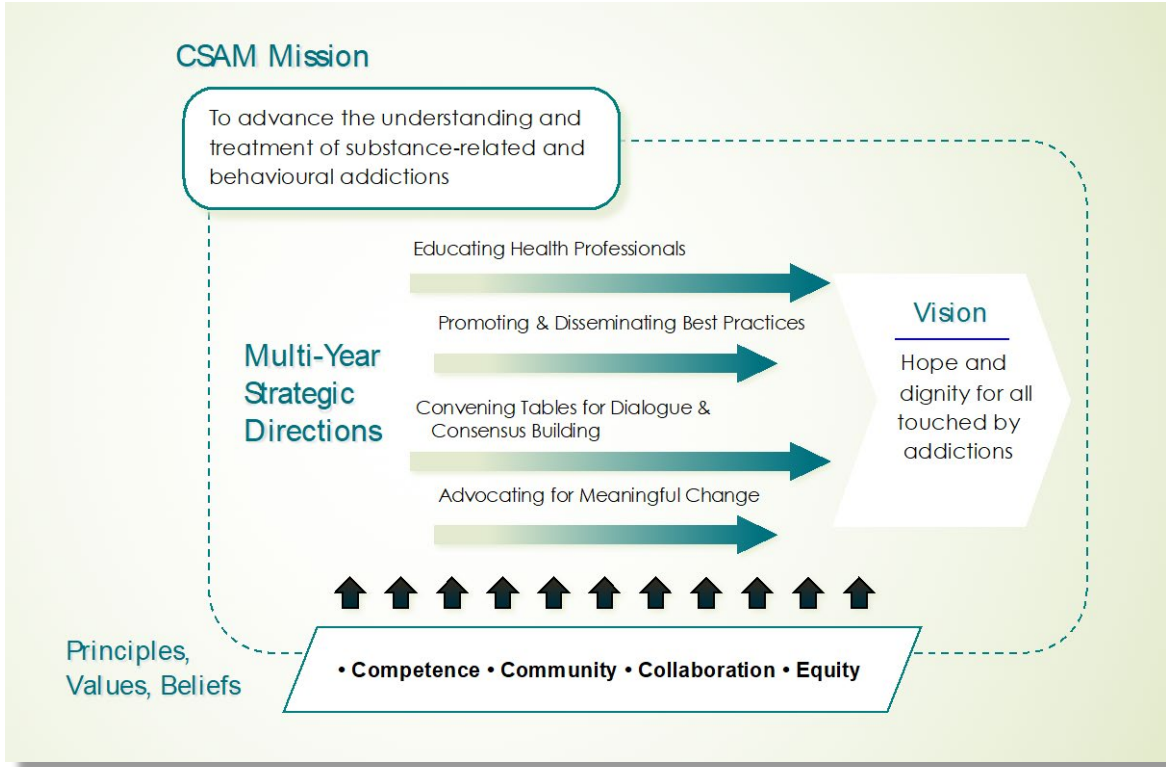 CSAM Mission
To advance the understanding and
treatment of substance-related and
behavioural addictions
Educating Health Professionals
Promoting & Disseminating Best Practices
Multi-Year
Strategic
Directions
Convening Tables for Dialogue &
Consensus Building
Advocating for Meaningful Change
Vision
Hope and
dignity for all
touched by
addictions
Principles,
Values, Beliefs
• Competence • Community • Collaboration • Equity